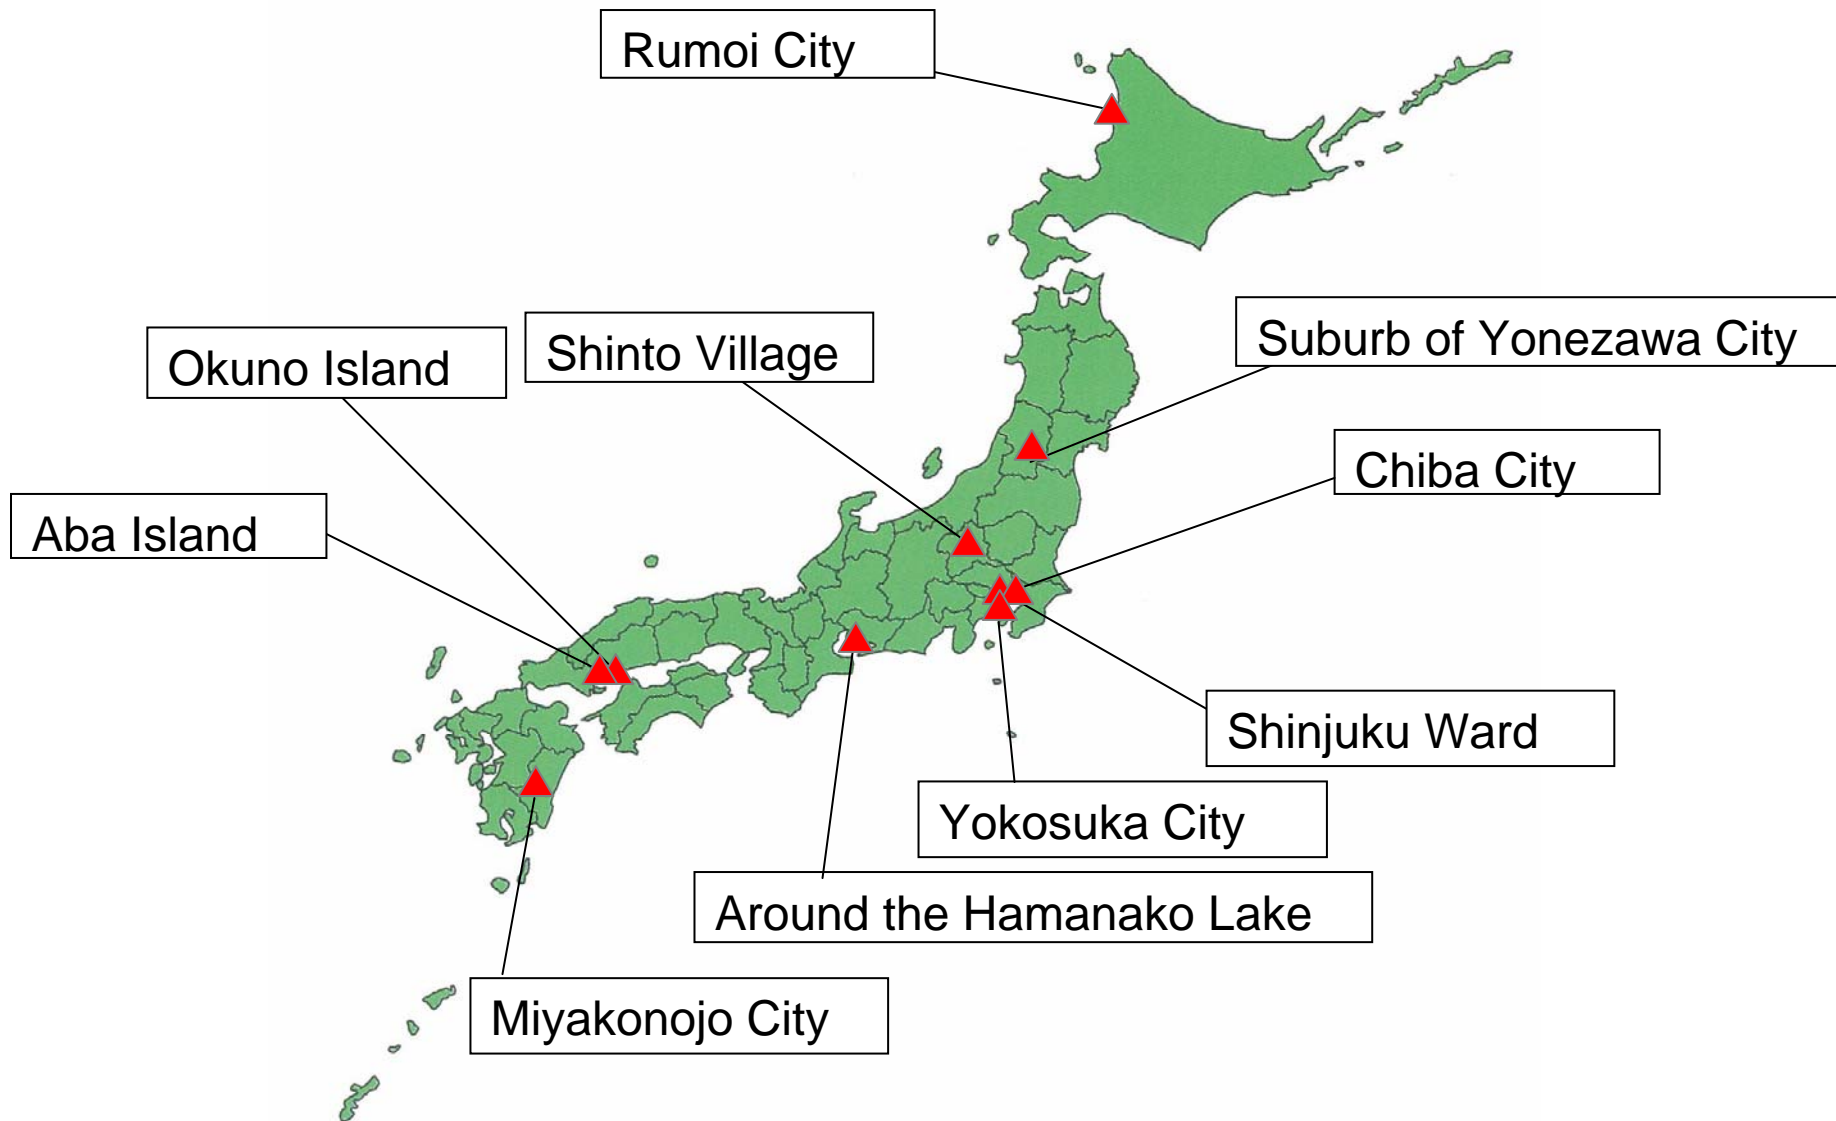 Rumoi City
Suburb of Yonezawa City
Shinto Village
Okuno Island
Chiba City
Aba Island
Shinjuku Ward
Yokosuka City
Around the Hamanako Lake
Miyakonojo City